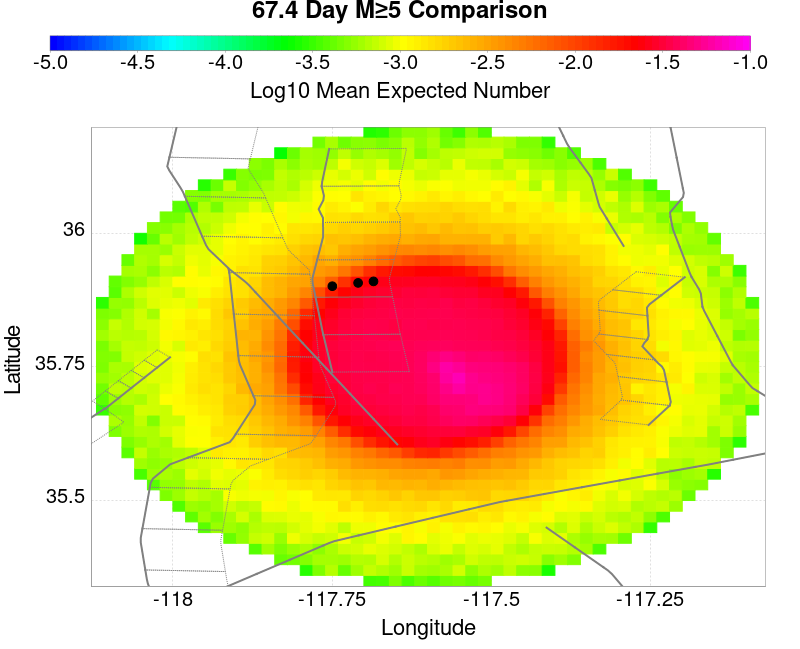 67.4 Day M≥5 Comparison
-5.0 -4.5 -4.0 -3.5 -3.0 -2.5 -2.0 -1.5 -1.0
Log10 Mean Expected Number
36
35.75
35.5
Latitude
-118 -117.75 -117.5 -117.25
Longitude